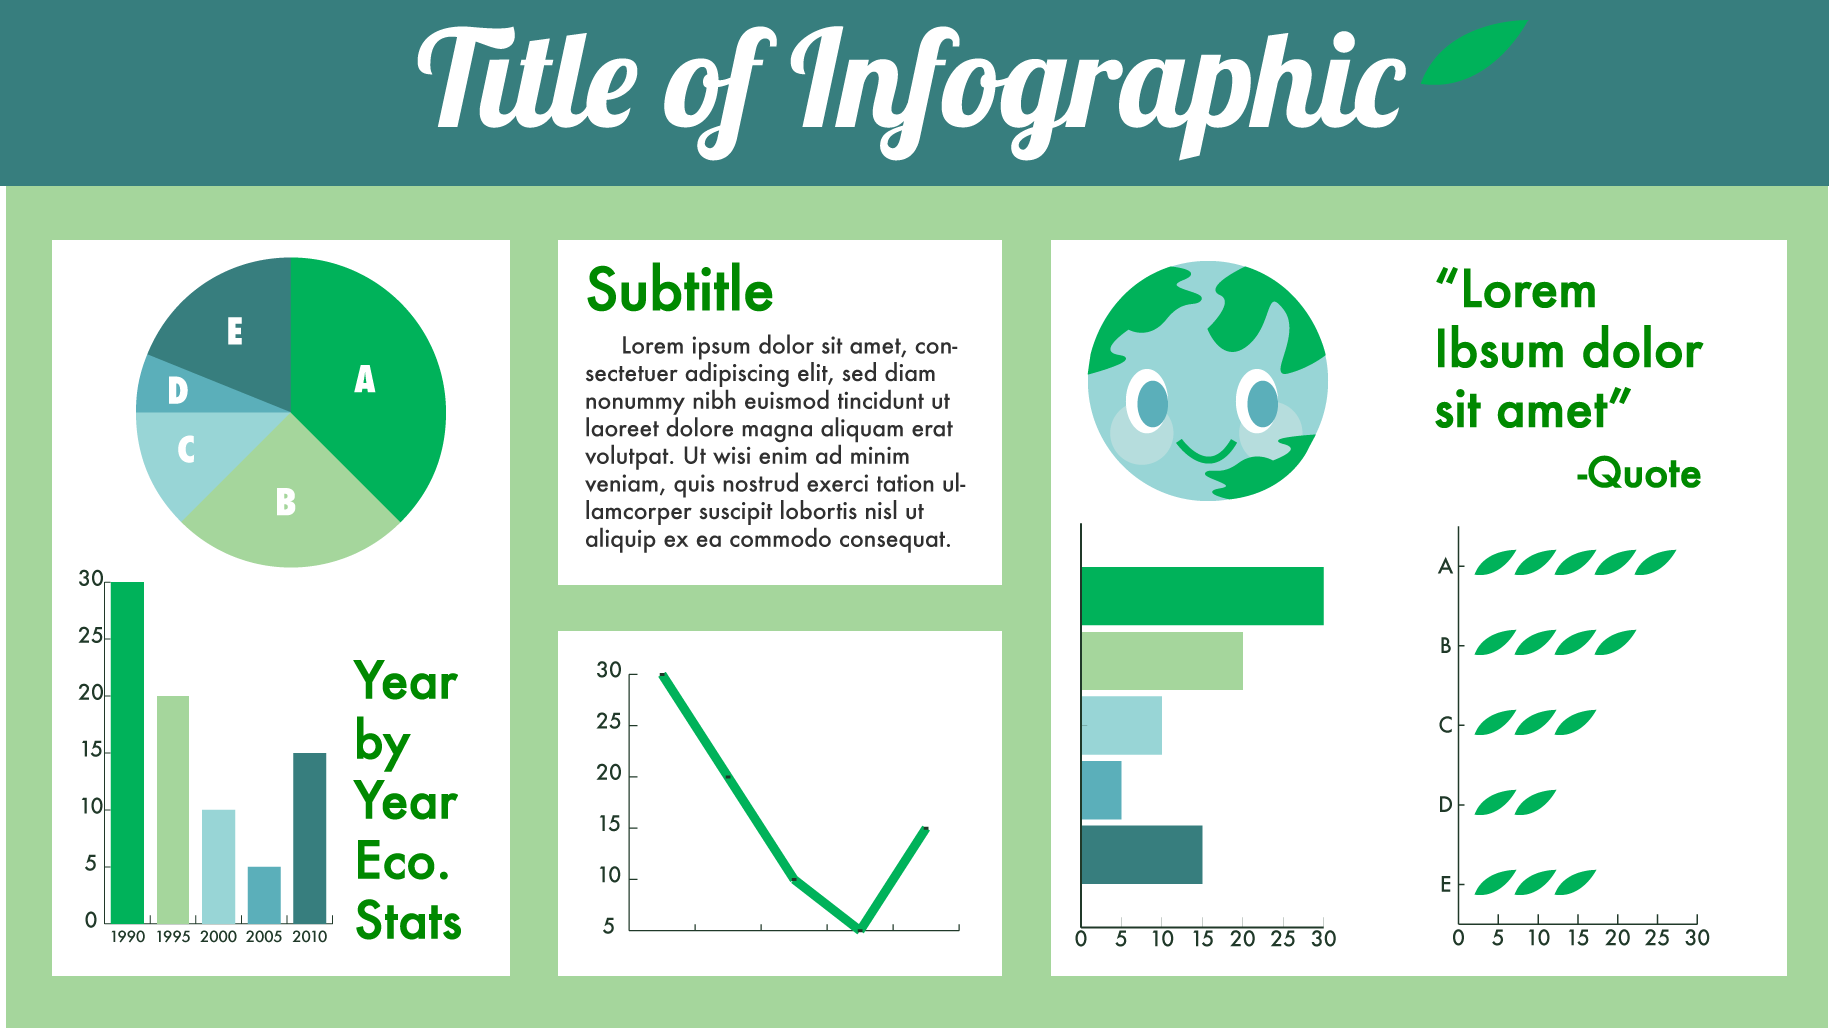 Title of Infographic
A
B
C
D
E
30
25
20
15
10
5
0
1990 1995 2000 2005 2010
Year
by
Year
Eco.
Stats
Subtitle
Lorem ipsum dolor sit amet, con-
sectetuer adipiscing elit, sed diam
nonummy nibh euismod tincidunt ut
laoreet dolore magna aliquam erat
volutpat. Ut wisi enim ad minim
veniam, quis nostrud exerci tation ul-
lamcorper suscipit lobortis nisl ut
aliquip ex ea commodo consequat.
30
25
20
15
10
5
“Lorem
Ibsum dolor
sit amet”
-Quote
0 5 10 15 20 25 30
A
B
C
D
E
0 5 10 15 20 25 30